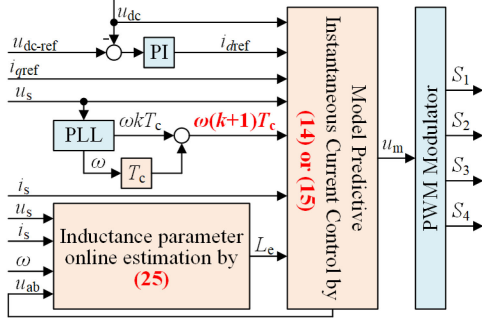 u_dc
-
u_dc-ref
PI
i_dref
i_qref
u_s
PLL
ωkT_c
ω(k+1)T_c
ω
T_c
i_s
u_s
i_s
ω
u_ab
Inductance parameter
online estimation by
(25)
L_e
Model Predictive
Instantaneous Current Control by
(14) or (15)
u_m
PWM Modulator
S_1
S_2
S_3
S_4